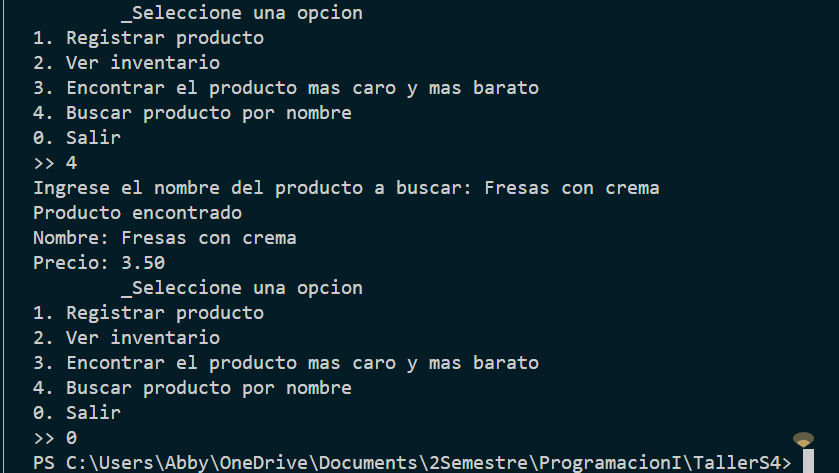 _Seleccione una opcion
1. Registrar producto
2. Ver inventario
3. Encontrar el producto mas caro y más barato
4. Buscar producto por nombre
0. Salir
>> 4
Ingrese el nombre del producto a buscar: Fresas con crema
Producto encontrado
Nombre: Fresas con crema
Precio: 3.50
_Seleccione una opcion
1. Registrar producto
2. Ver inventario
3. Encontrar el producto mas caro y mas barato
4. Buscar producto por nombre
0. Salir
>> 0
PS C:\Users\Abby\OneDrive\Documents\2Semestre\ProgramacionI\TallerS4>